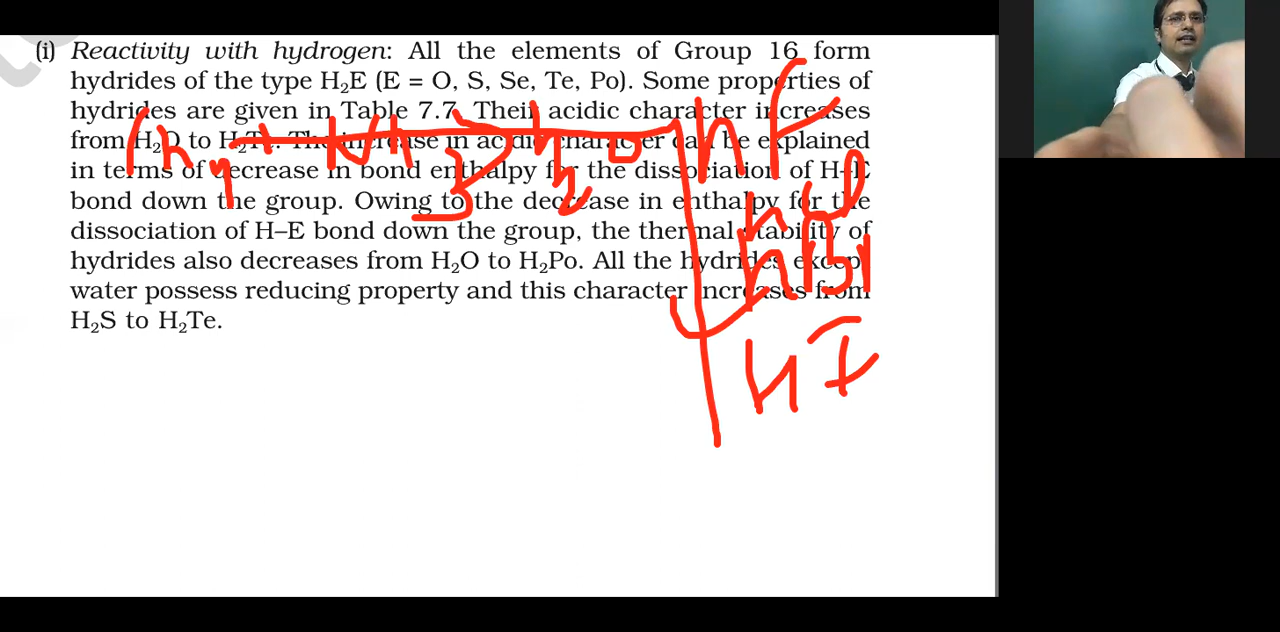 (i) Reactivity with hydrogen: All the elements of Group 16 form
hydrides of the type H₂E (E = O, S, Se, Te, Po). Some properties of
hydrides are given in Table 7.7. Their acidic character increases
from H₂O to H₂Te. The increase in acidic character can be explained
in terms of decrease in bond enthalpy for the dissociation of H–E
bond down the group. Owing to the decrease in enthalpy for the
dissociation of H–E bond down the group, the thermal stability of
hydrides also decreases from H₂O to H₂Po. All the hydrides except
water possess reducing property and this character increases from
H₂S to H₂Te.
CH4 NH3 H2O HF
HCl
HBr
HI